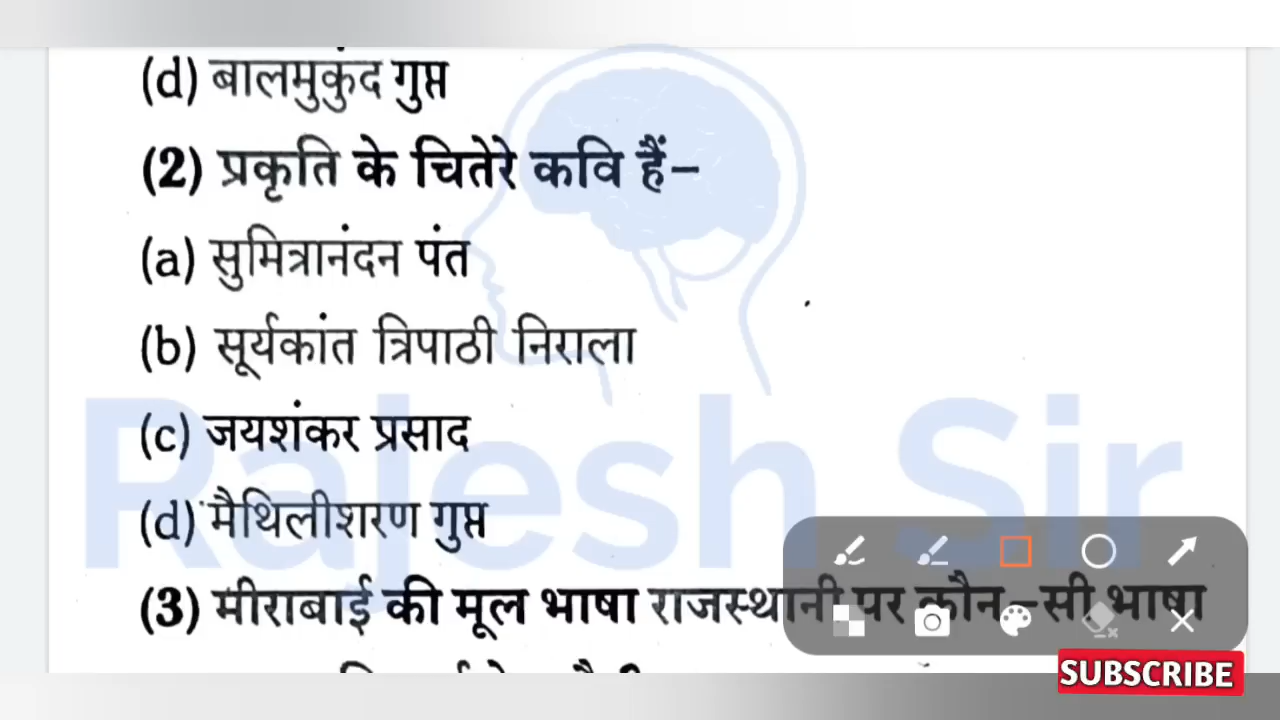 (d) बालमुकुंद गुप्त
(2) प्रकृति के चितेरे कवि हैं–
(a) सुमित्रानंदन पंत
(b) सूर्यकांत त्रिपाठी निराला
(c) जयशंकर प्रसाद
(d) मैथिलीशरण गुप्त
(3) मीराबाई की मूल भाषा राजस्थानी पर कौन–सी भाषा
Rajesh Sir
SUBSCRIBE